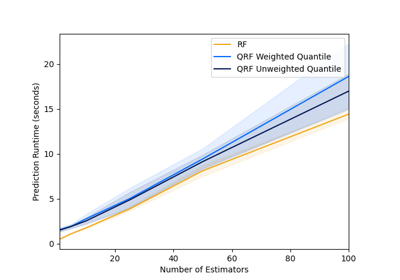 RF
QRF Weighted Quantile
QRF Unweighted Quantile
20
15
10
5
0
Prediction Runtime (seconds)
20 40 60 80 100
Number of Estimators